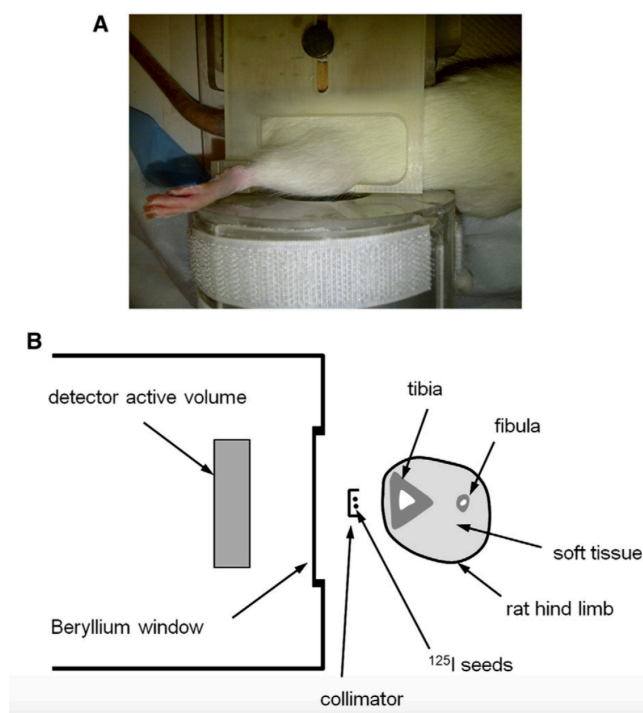 A
B
detector active volume
tibia
fibula
soft tissue
rat hind limb
Beryllium window
¹²⁵I seeds
collimator